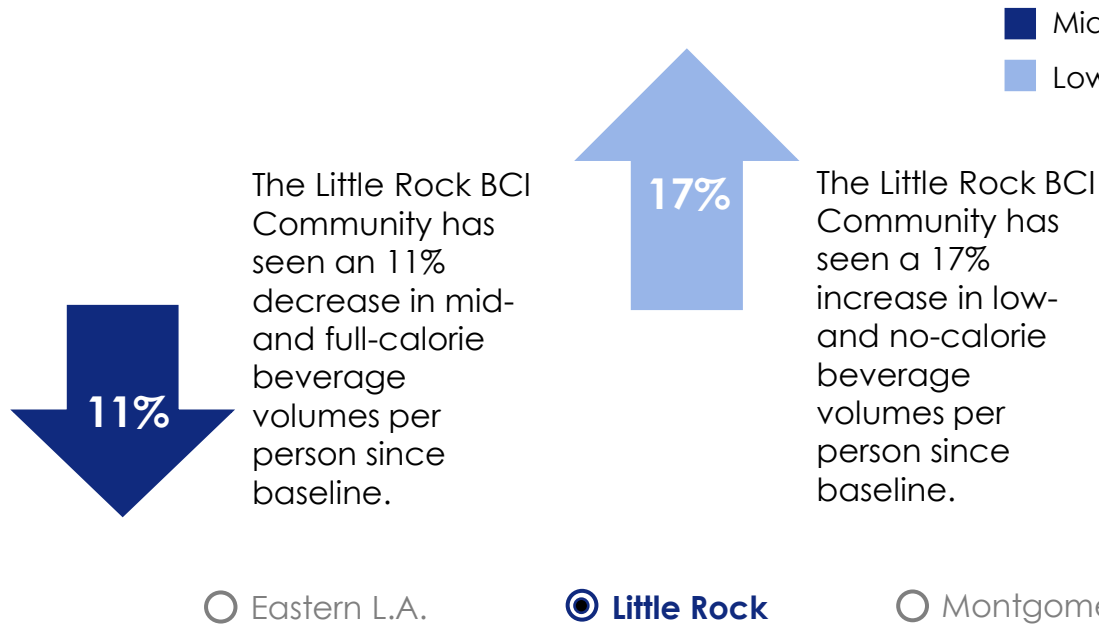 17%
The Little Rock BCI
Community has
seen an 11%
decrease in mid-
and full-calorie
beverage
volumes per
person since
baseline.
11%
The Little Rock BCI
Community has
seen a 17%
increase in low-
and no-calorie
beverage
volumes per
person since
baseline.
Eastern L.A.
Little Rock